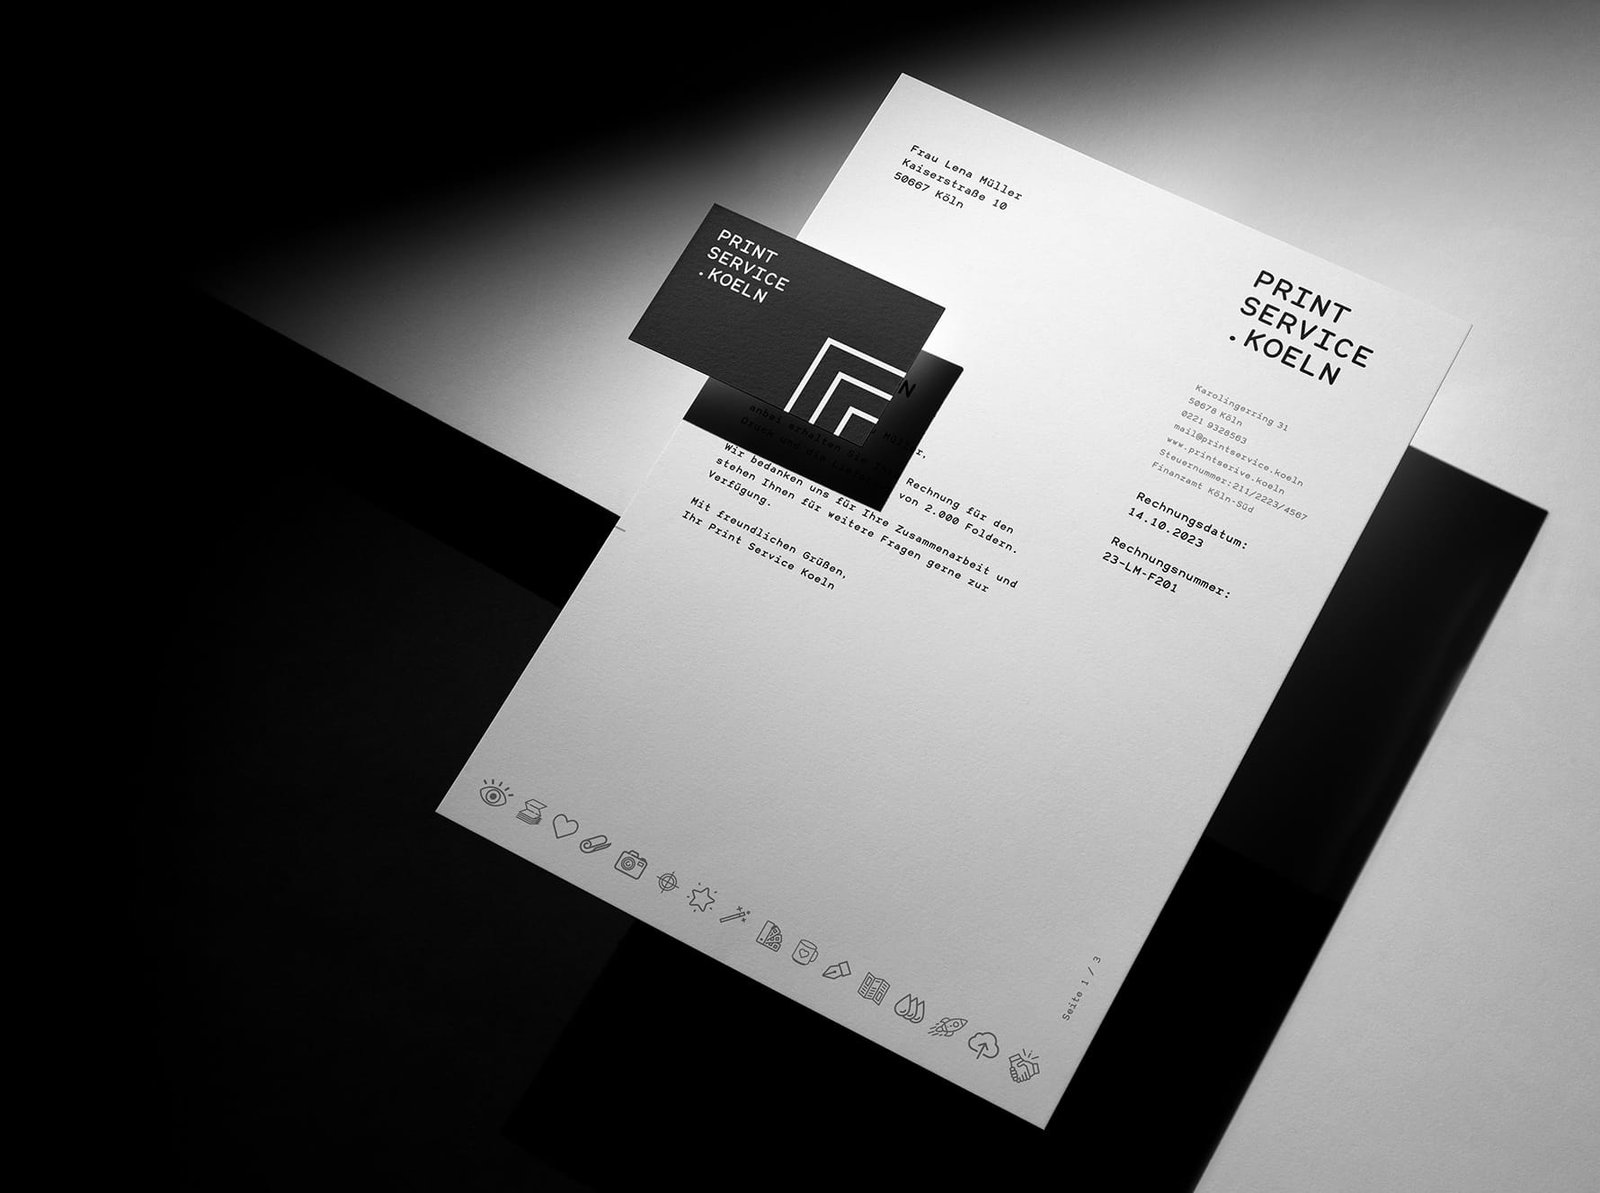 Frau Lena Müller
Kaiserstraße 10
50667 Köln
PRINT
SERVICE
.KOELN
PRINT
SERVICE
.KOELN
Karolingerring 31
50678 Köln
0221 9328563
mail@printservice.koeln
www.printserive.koeln
Steuernummer:211/2223/4567
Finanzamt Köln-Süd
Rechnungsdatum:
14.10.2023
Rechnungsnummer:
23-LM-F201
N
Müller,
anbei erhalten Sie Rechnung für den
Druck und die von 2.000 Foldern.
Wir bedanken uns für Ihre Zusammenarbeit und
stehen Ihnen für weitere Fragen gerne zur
Verfügung.
Mit freundlichen Grüßen,
Ihr Print Service Koeln
Seite 1 / 3